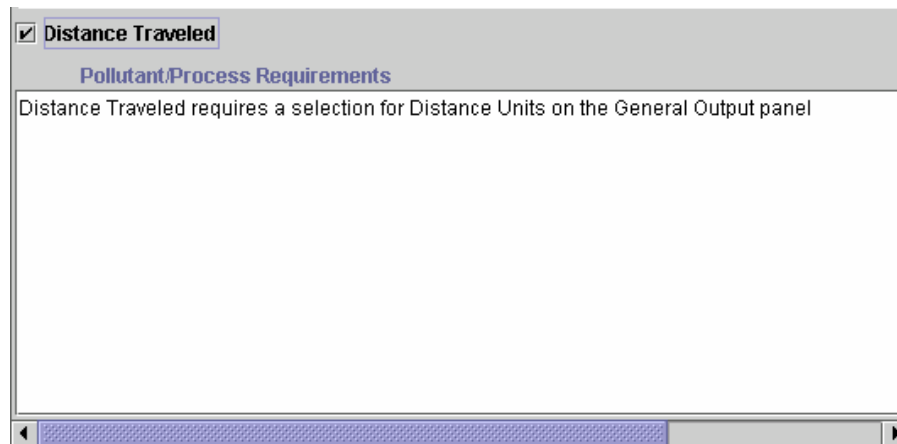 Distance Traveled
Pollutant/Process Requirements
Distance Traveled requires a selection for Distance Units on the General Output panel